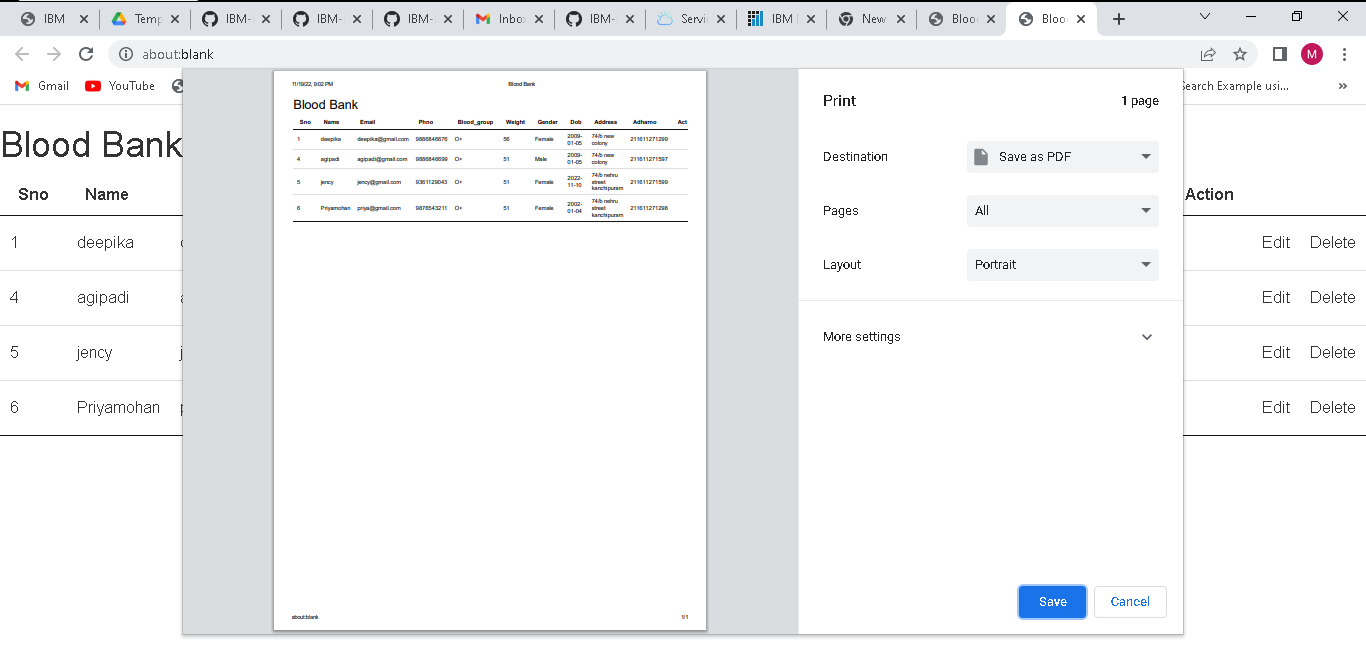 IBM Temp IBM- IBM- IBM- Inbo IBM- Servic IBM New Bloo Bloo
about:blank M
Gmail YouTube Search Example usi... »
Blood Bank
Sno Name Action
1 deepika Edit Delete
4 agipadi Edit Delete
5 jency Edit Delete
6 Priyamohan Edit Delete
11/19/22, 9:02 PM Blood Bank
Blood Bank
Sno Name Email Phno Blood_group Weight Gender Dob Address Adharno Act
1 deepika deepika@gmail.com 9886846676 O+ 56 Female 2009-01-05 74/b new colony 211611271299
4 agipadi agipadi@gmail.com 9886846699 O+ 51 Male 2009-01-05 74/b new colony 211611271597
5 jency jency@gmail.com 9361129043 O+ 51 Female 2022-11-10 74/b nehru street kanchipuram 211611271599
6 Priyamohan priya@gmail.com 9876543211 O+ 51 Female 2002-01-04 74/b nehru street kanchipuram 211611271298
about:blank 1/1
Print 1 page
Destination Save as PDF
Pages All
Layout Portrait
More settings
Save Cancel